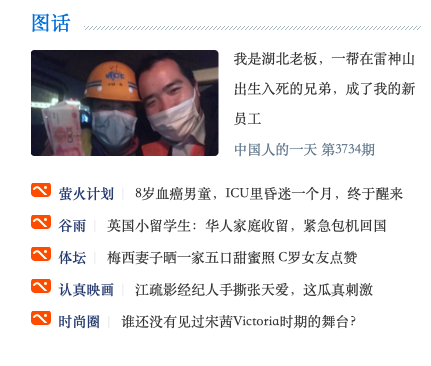 图话
我是湖北老板，一帮在雷神山
出生入死的兄弟，成了我的新
员工
中国人的一天 第3734期
萤火计划 | 8岁血癌男童，ICU里昏迷一个月，终于醒来
谷雨 | 英国小留学生：华人家庭收留，紧急包机回国
体坛 | 梅西妻子晒一家五口甜蜜照 C罗女友点赞
认真映画 | 江疏影经纪人手撕张天爱，这瓜真刺激
时尚圈 | 谁还没有见过宋茜Victoria时期的舞台?